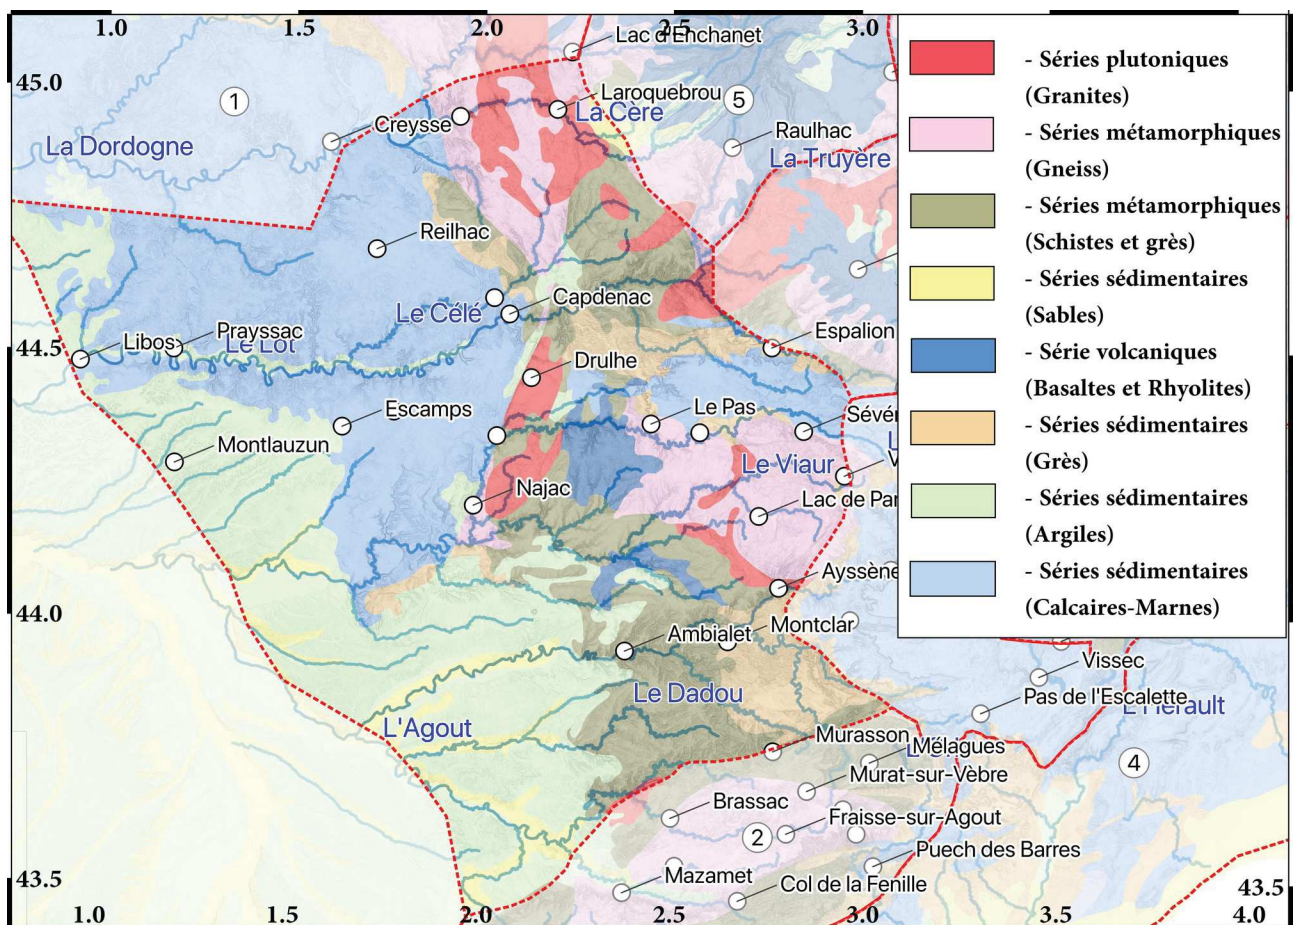 1.0
1.5
2.0
2.5
3.0
45.0
44.5
44.0
43.5
Lac d'Enchanet
1
5
Laroquebrou
La Cère
Creysse
La Dordogne
Raulhac
La Truyère
Reilhac
Le Célé
Capdenac
Espalion
Libos
Prayssac
Le Lot
Drulhe
Escamps
Le Pas
Sévér
Montlauzun
Le Viaur
V
Najac
Lac de Par
Ayssène
Ambialet
Montclar
Vissec
Le Dadou
Pas de l'Escalette
L'Hérault
L'Agout
Murasson
Mélagues
Murat-sur-Vèbre
4
Brassac
Fraisse-sur-Agout
2
Puech des Barres
Mazamet
Col de la Fenille
43.5
1.0
1.5
2.0
2.5
3.0
3.5
4.0
- Séries plutoniques
(Granites)
- Séries métamorphiques
(Gneiss)
- Séries métamorphiques
(Schistes et grès)
- Séries sédimentaires
(Sables)
- Série volcaniques
(Basaltes et Rhyolites)
- Séries sédimentaires
(Grès)
- Séries sédimentaires
(Argiles)
- Séries sédimentaires
(Calcaires-Marnes)